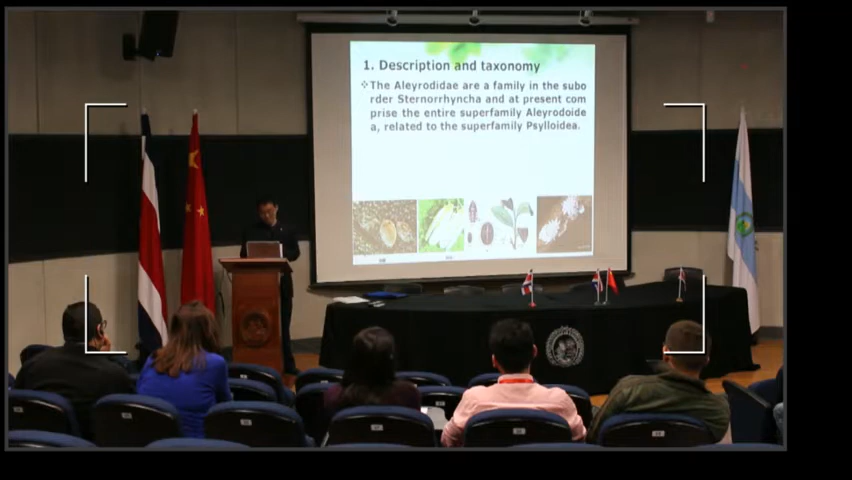 1. Description and taxonomy
❖The Aleyrodidae are a family in the subo
rder Sternorrhyncha and at present com
prise the entire superfamily Aleyrodoide
a, related to the superfamily Psylloidea.